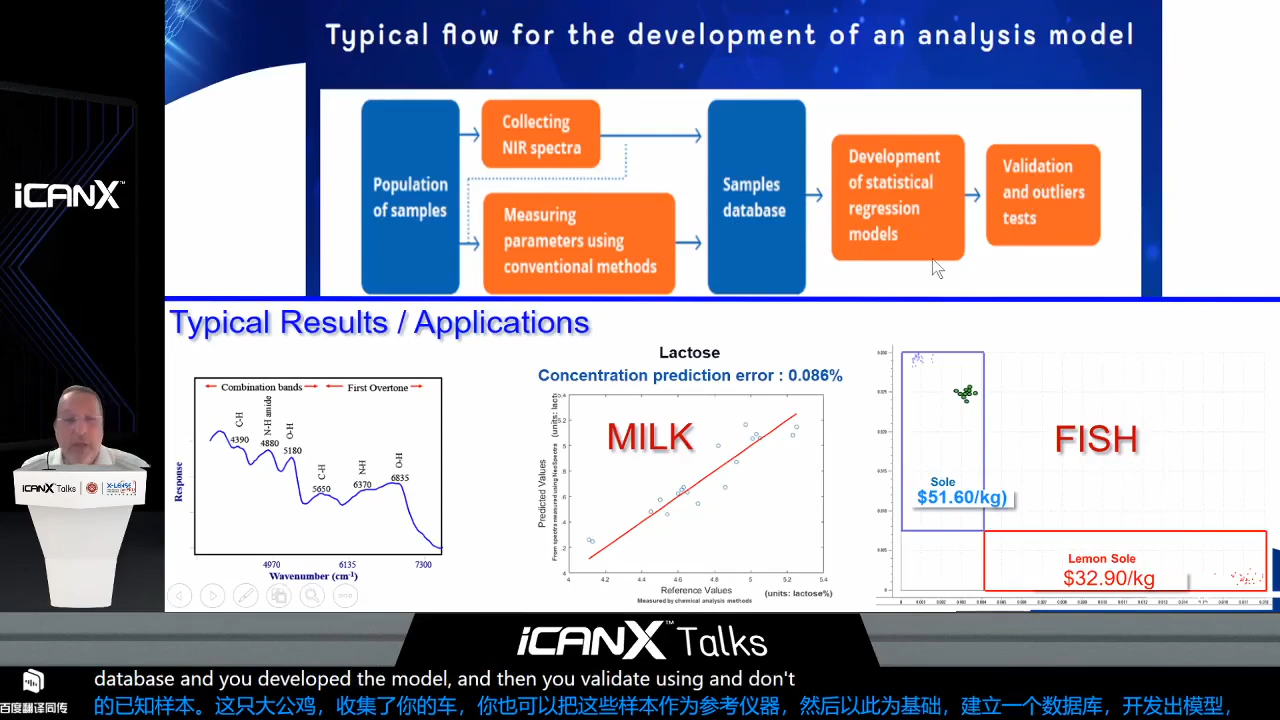 Typical flow for the development of an analysis model
iCANX™
Population
of samples
Collecting
NIR spectra
Measuring
parameters using
conventional methods
Samples
database
Development
of statistical
regression
models
Validation
and outliers
tests
Typical Results / Applications
Combination bands
First Overtone
C-H
4390
N-H amide
4880
O-H
5180
C-H
5650
N-H
6370
O-H
6835
Response
4970
6135
7300
Wavenumber (cm⁻¹)
Lactose
Concentration prediction error : 0.086%
MILK
Predicted Values
From spectra measured using NeoSpectra
(units: lact
4
4.2
4.4
4.6
4.8
5
5.2
5.4
Reference Values
Measured by chemical analysis methods
(units: lactose%)
FISH
Sole
$51.60/kg)
Lemon Sole
$32.90/kg
iCANX Talks
X-LENSE
iCANX™ Talks
database and you developed the model, and then you validate using and don't
百度翻译同传
的已知样本。这只大公鸡，收集了你的车，你也可以把这些样本作为参考仪器，然后以此为基础，建立一个数据库，开发出模型，